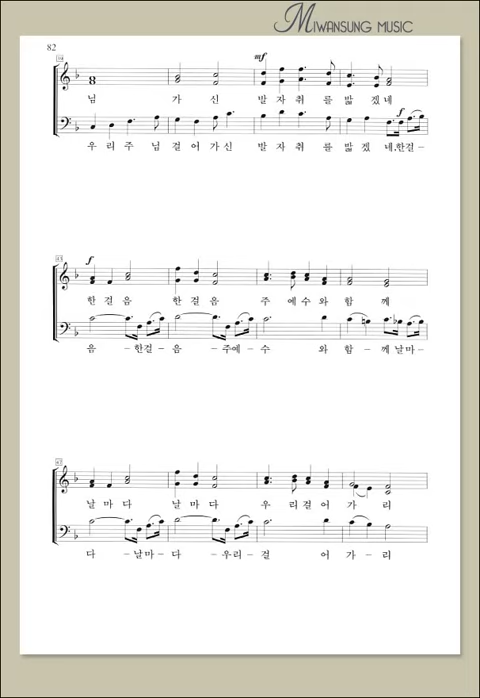 MIWANSUNG MUSIC
82
39
mf
님 가 신 발 자 취 를 밟 겠 네
f
우 리 주 님 걸 어 가 신 발 자 취 를 밟 겠 네. 한 걸 -
43
f
한 걸 음 한 걸 음 주 예 수 와 함 께
음 - 한걸 - 음 - 주예 - 수 와 함 - 께 날 마 -
47
날 마 다 날 마 다 우 리 걸 어 가 리
다 - 날마 - 다 - 우리 - 걸 어 가 - 리